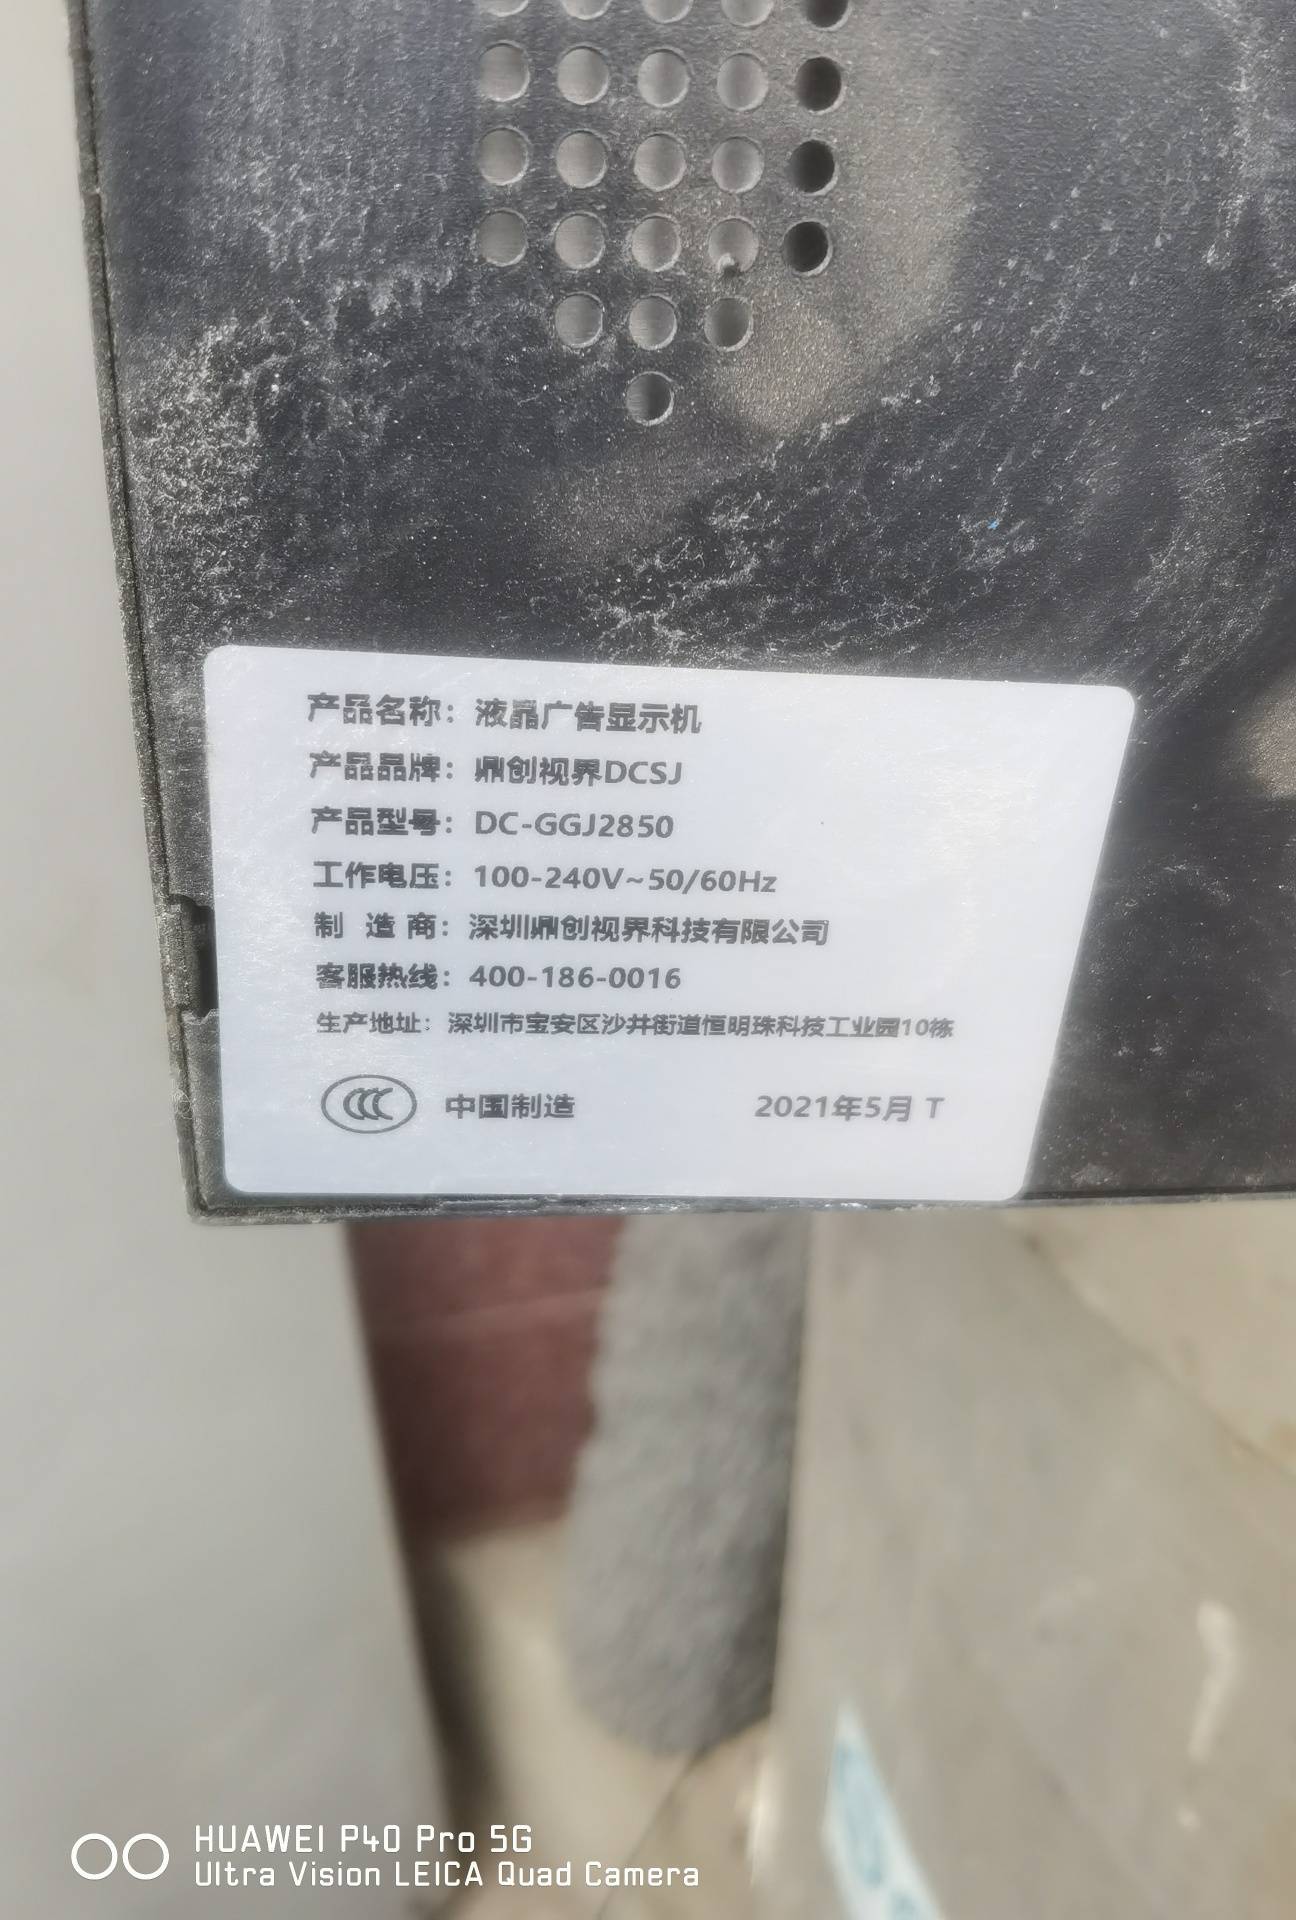 产品名称：液晶广告显示机
产品品牌：鼎创视界DCSJ
产品型号：DC-GGJ2850
工作电压：100-240V~50/60Hz
制 造 商：深圳鼎创视界科技有限公司
客服热线：400-186-0016
生产地址：深圳市宝安区沙井街道恒明珠科技工业园10栋
CCC 中国制造 2021年5月 T
HUAWEI P40 Pro 5G
Ultra Vision LEICA Quad Camera